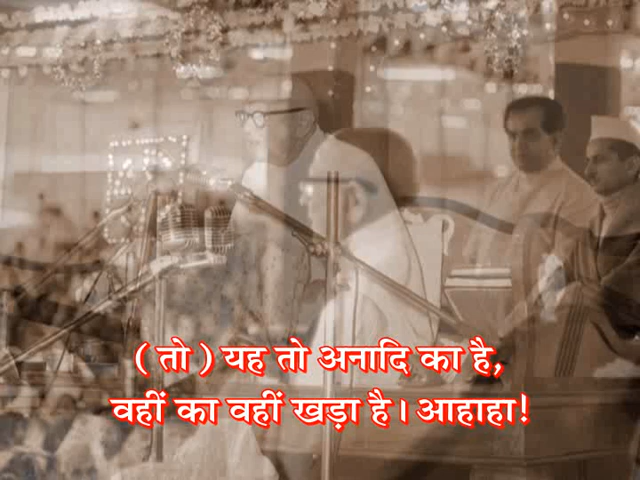 ( तो ) यह तो अनादि का है,
वहीं का वहीं खड़ा है। आहाहा!